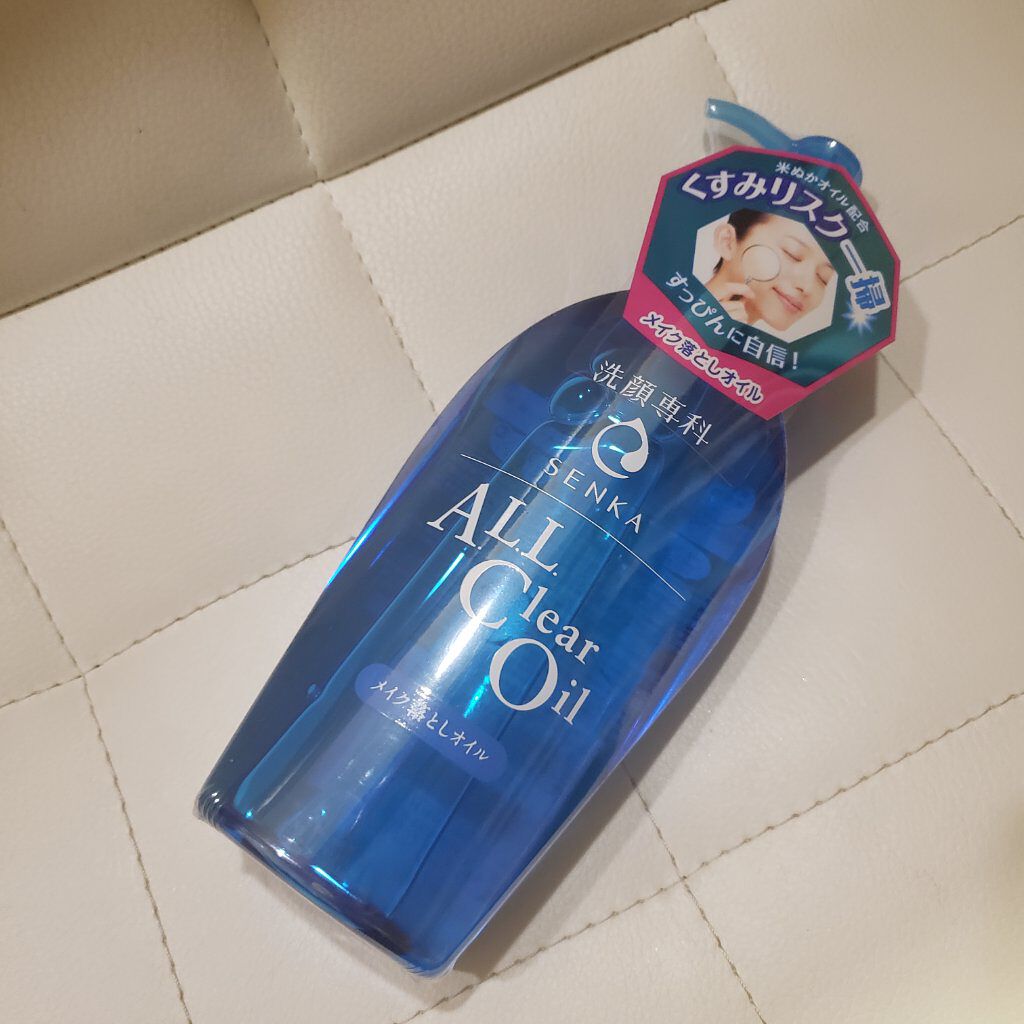 米ぬかオイル配合
くすみリスク一掃
すっぴんに自信!
メイク落としオイル
洗顔専科
SENKA
A.L.L.
Clear
Oil
メイク落としオイル